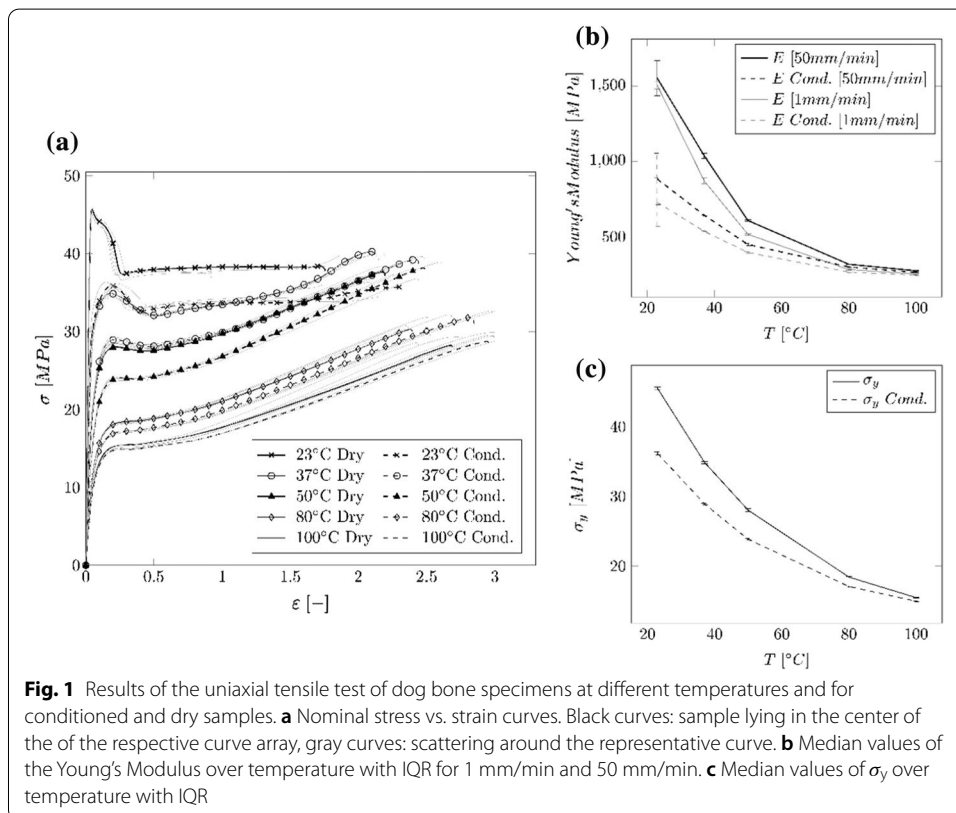 (a)
σ [MPa]
50
40
30
20
10
0
0
0.5
1
1.5
2
2.5
3
ε [−]
23°C Dry
23°C Cond.
37°C Dry
37°C Cond.
50°C Dry
50°C Cond.
80°C Dry
80°C Cond.
100°C Dry
100°C Cond.
(b)
Young'sModulus [MPa]
1,500
1,000
500
20
40
60
80
100
T [°C]
E [50mm/min]
E Cond. [50mm/min]
E [1mm/min]
E Cond. [1mm/min]
(c)
σy [MPa]
40
30
20
20
40
60
80
100
T [°C]
σy
σy Cond.
Fig. 1 Results of the uniaxial tensile test of dog bone specimens at different temperatures and for
conditioned and dry samples. a Nominal stress vs. strain curves. Black curves: sample lying in the center of
the of the respective curve array, gray curves: scattering around the representative curve. b Median values of
the Young's Modulus over temperature with IQR for 1 mm/min and 50 mm/min. c Median values of σy over
temperature with IQR